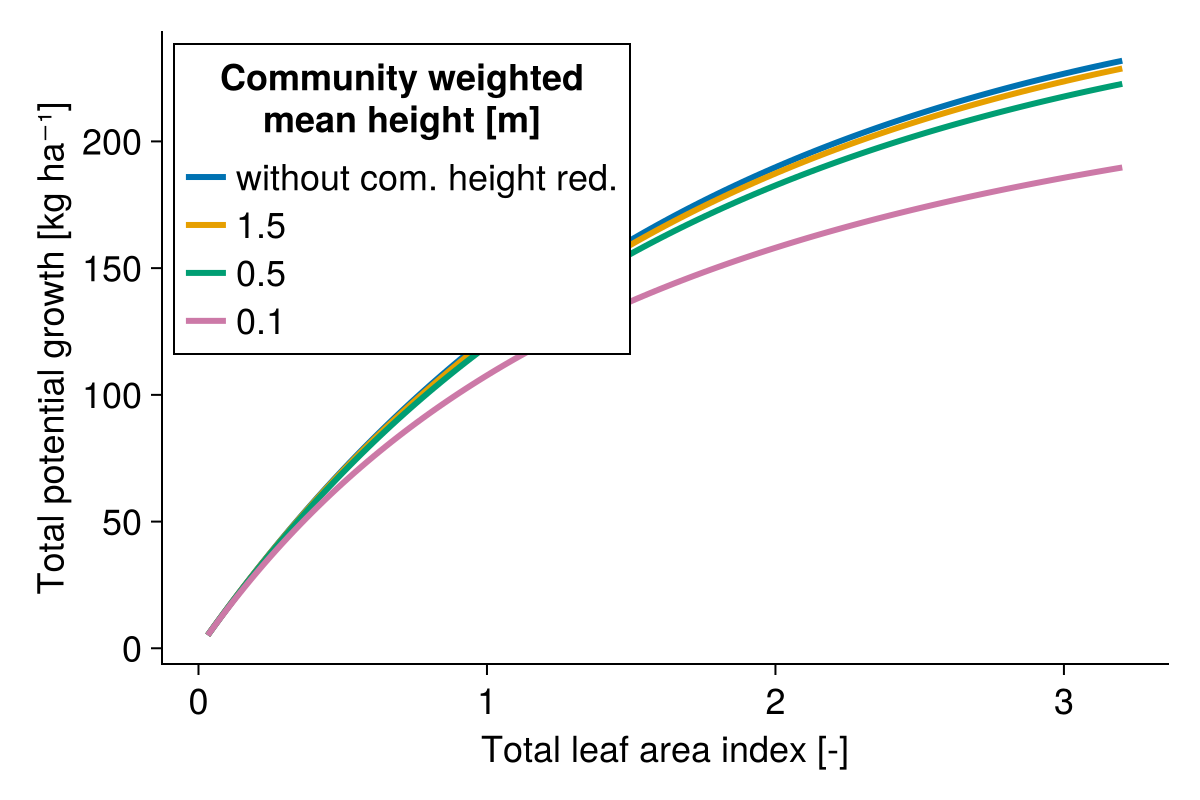 Community weighted
mean height [m]
without com. height red.
1.5
0.5
0.1
Total potential growth [kg ha⁻¹]
200
150
100
50
0
0 1 2 3
Total leaf area index [-]